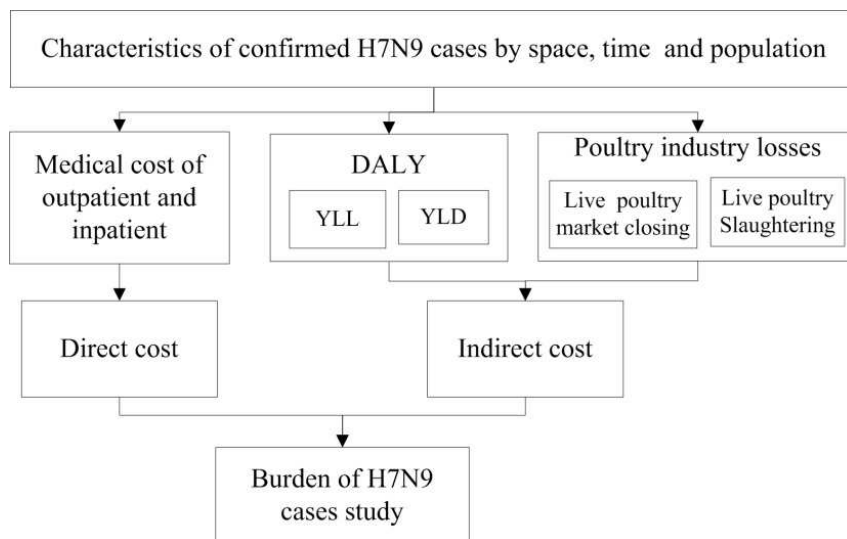 Characteristics of confirmed H7N9 cases by space, time and population
Medical cost of
outpatient and
inpatient
DALY
YLL
YLD
Poultry industry losses
Live poultry
market closing
Live poultry
Slaughtering
Direct cost
Indirect cost
Burden of H7N9
cases study